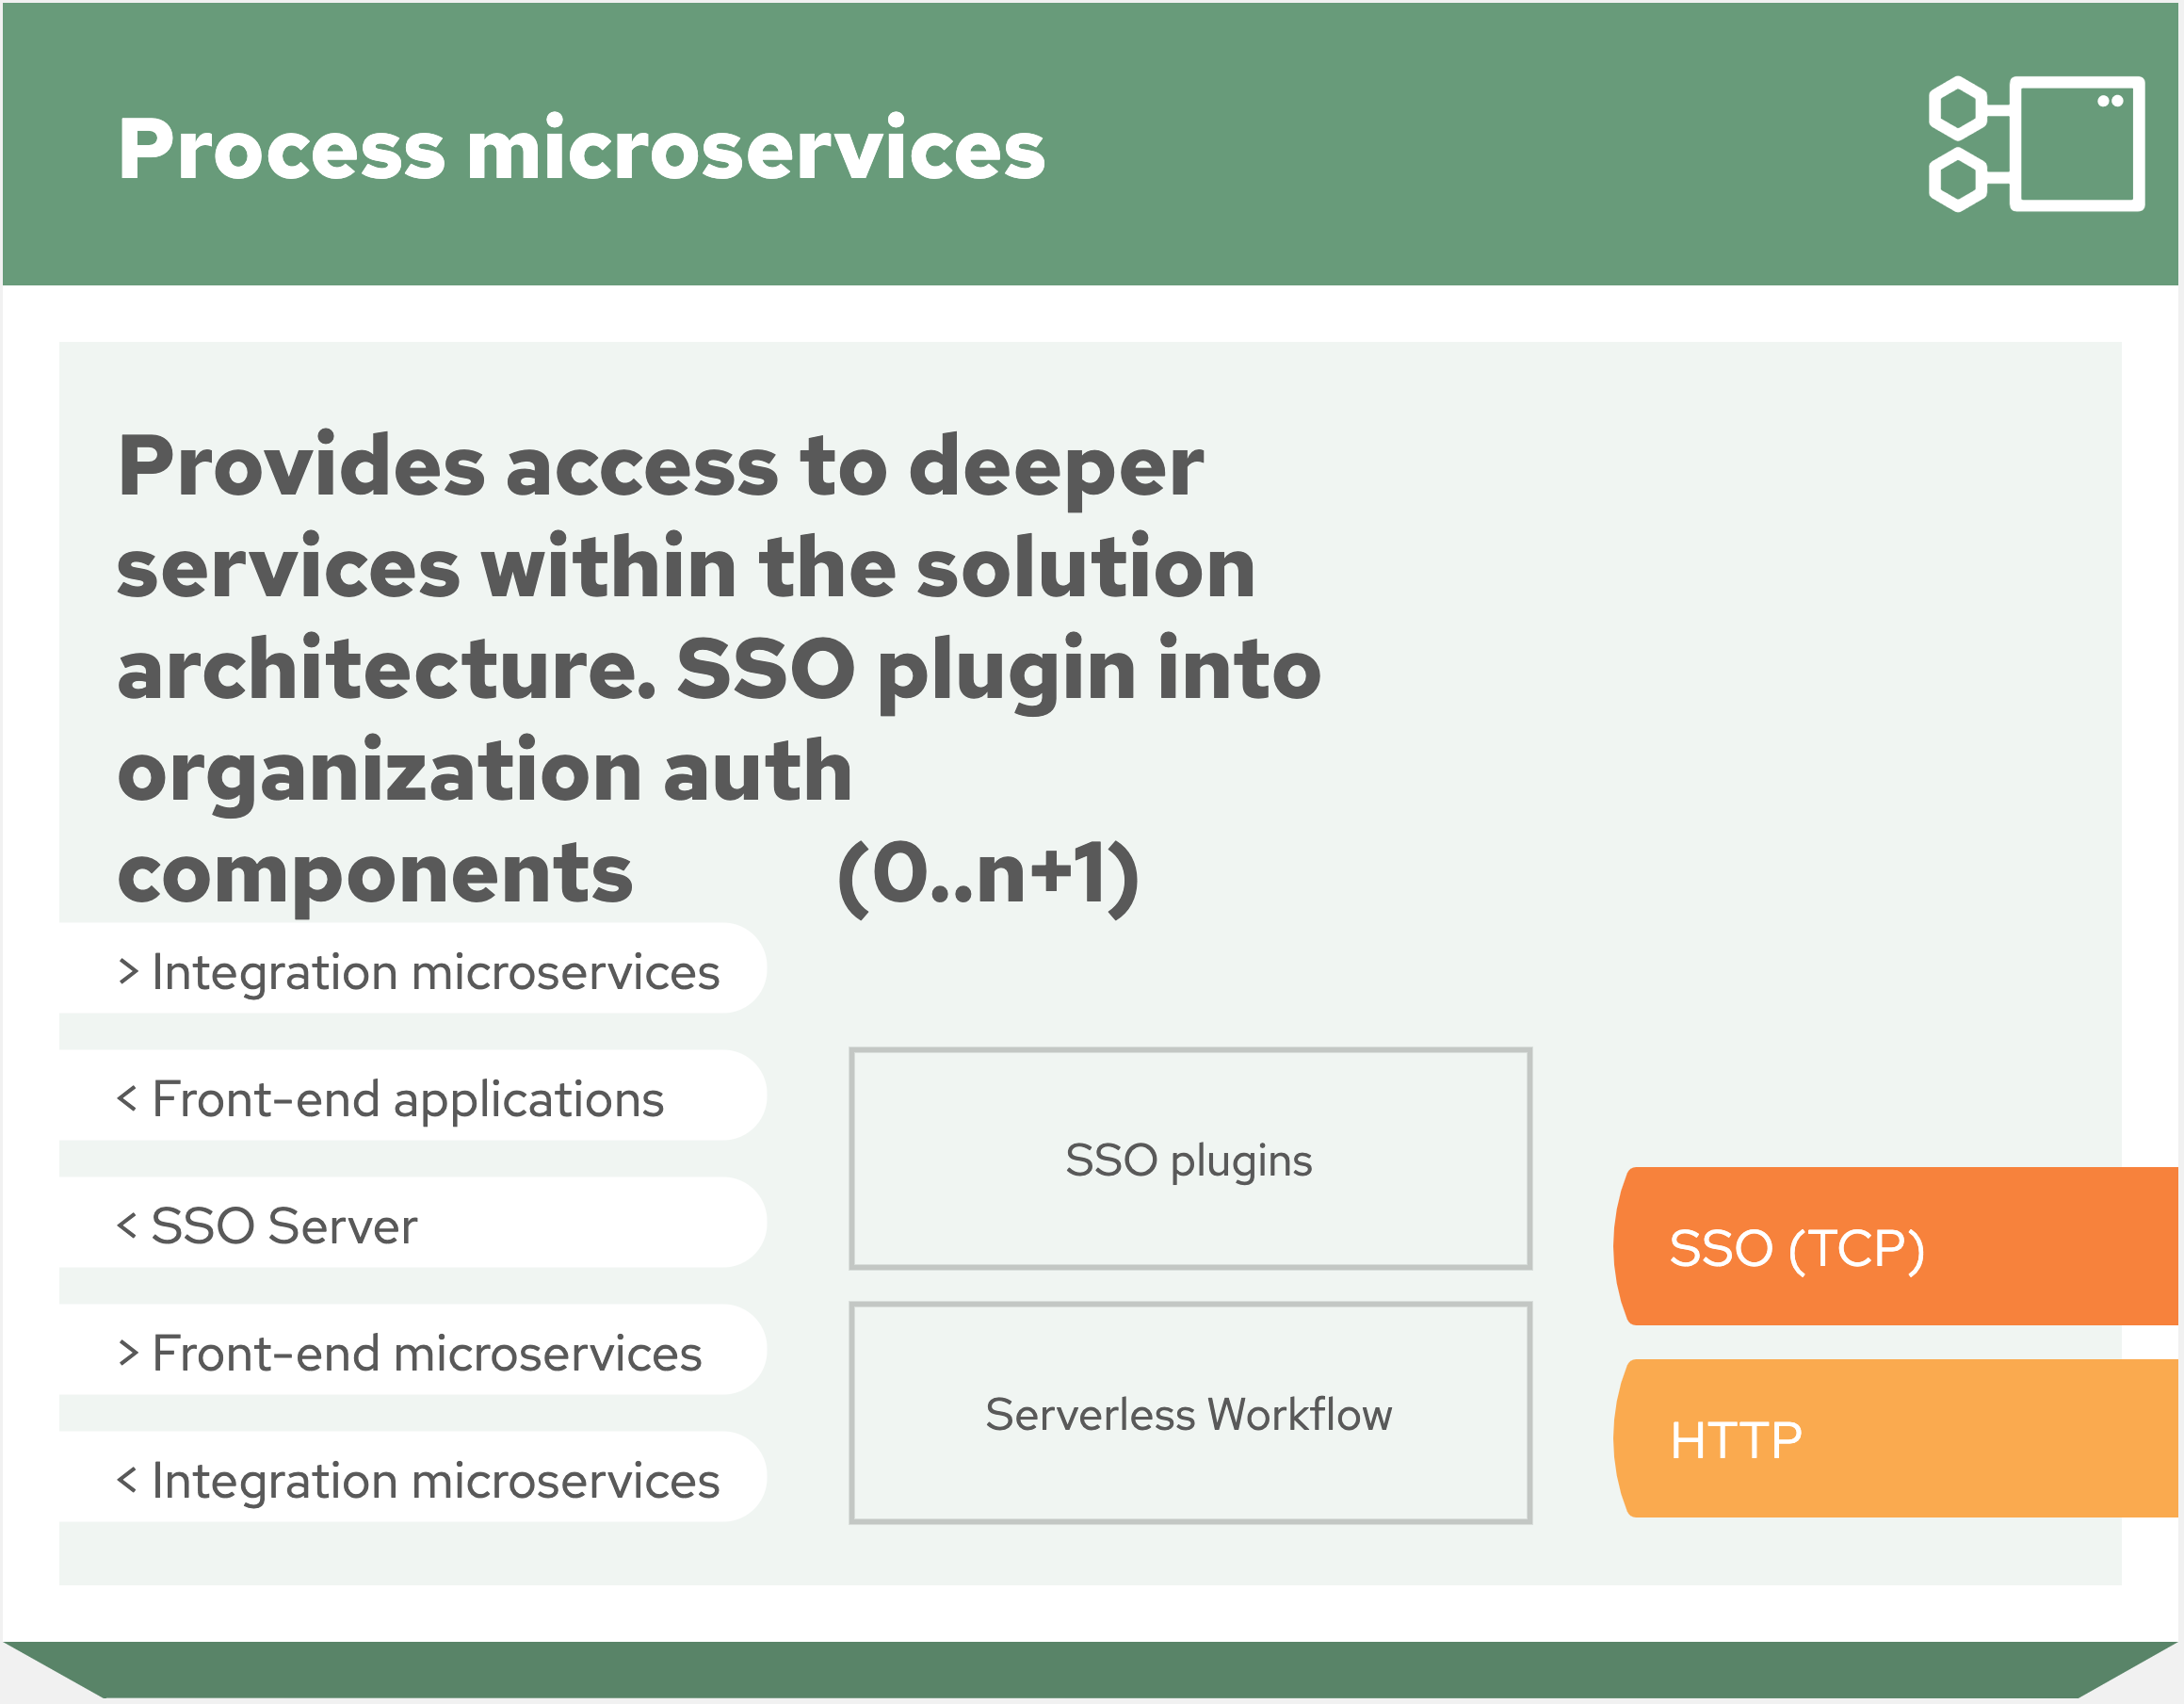 Process microservices
Provides access to deeper
services within the solution
architecture. SSO plugin into
organization auth
components (0..n+1)
> Integration microservices
< Front-end applications
< SSO Server
> Front-end microservices
< Integration microservices
SSO plugins
Serverless Workflow
SSO (TCP)
HTTP